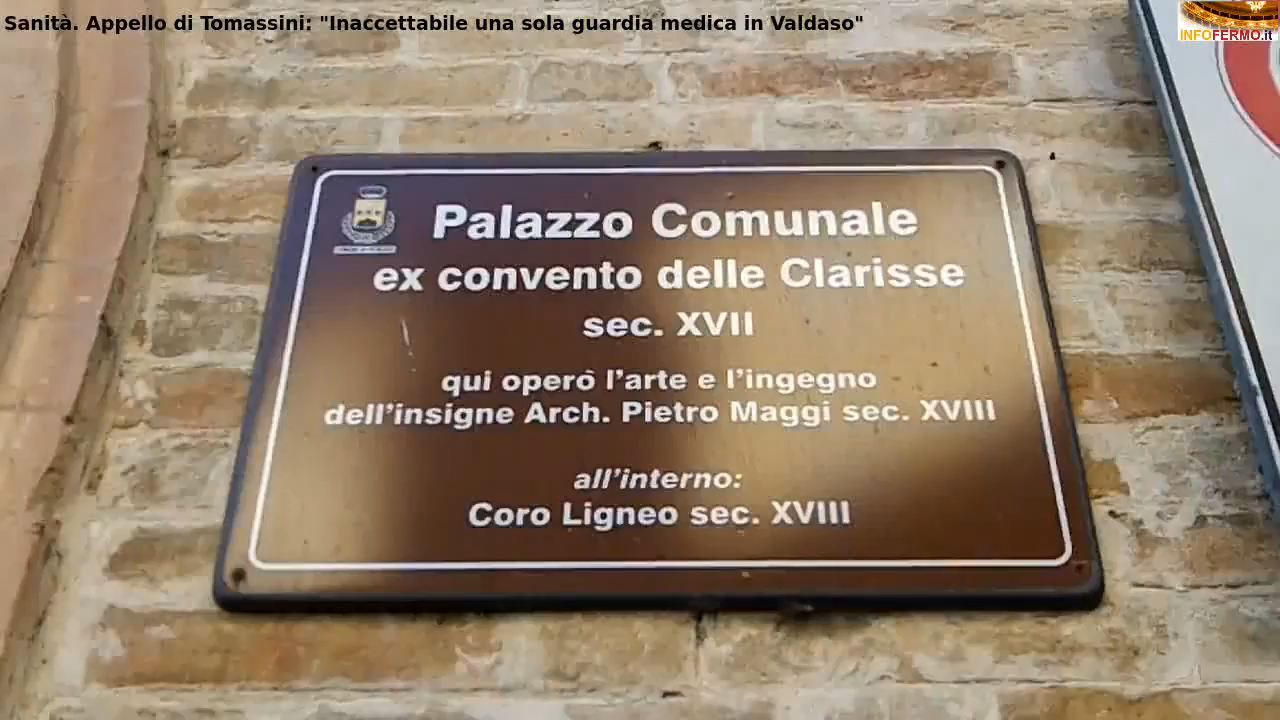 Sanità. Appello di Tomassini: "Inaccettabile una sola guardia medica in Valdaso"
INFOFERMO.it
Palazzo Comunale
ex convento delle Clarisse
sec. XVII
qui operò l'arte e l'ingegno
dell'insigne Arch. Pietro Maggi sec. XVIII
all'interno:
Coro Ligneo sec. XVIII